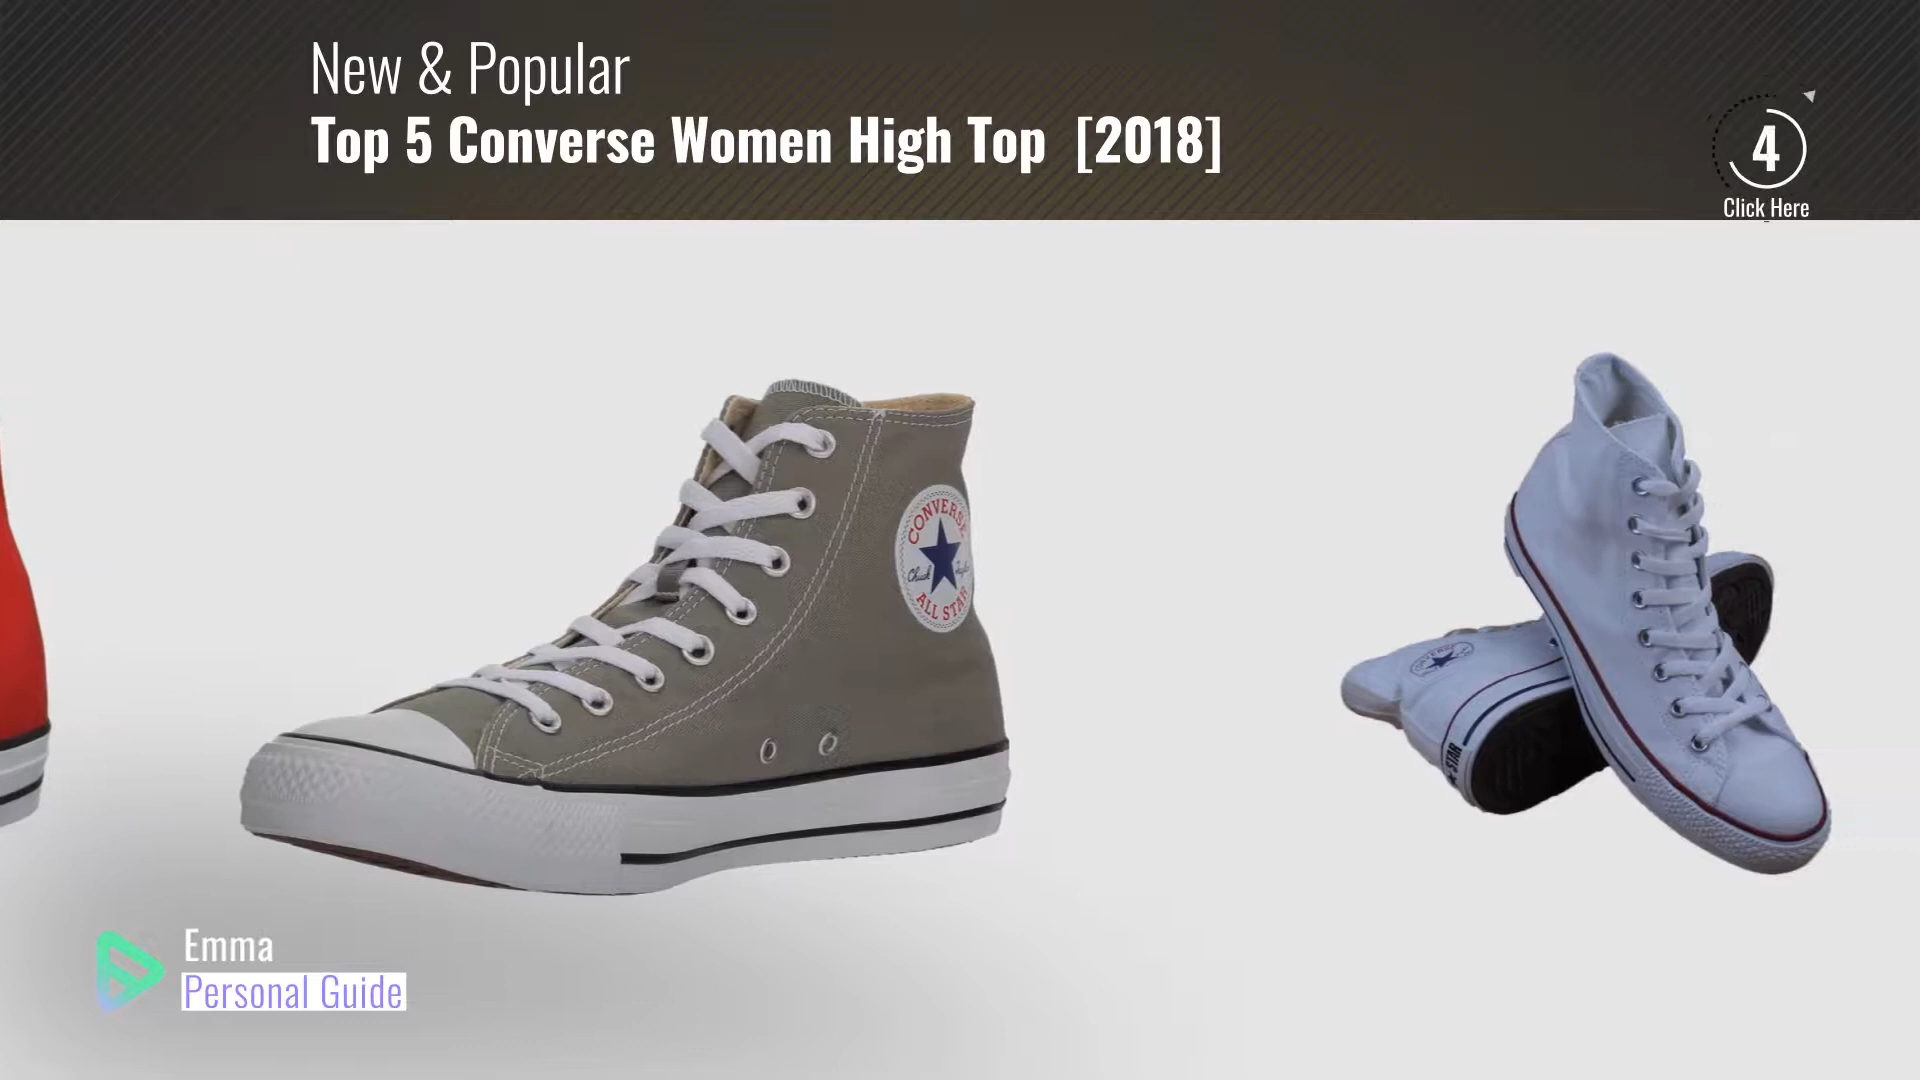 New & Popular
Top 5 Converse Women High Top [2018]
4
Click Here
CONVERSE
Chuck Taylor
ALL STAR
STAR
Emma
Personal Guide